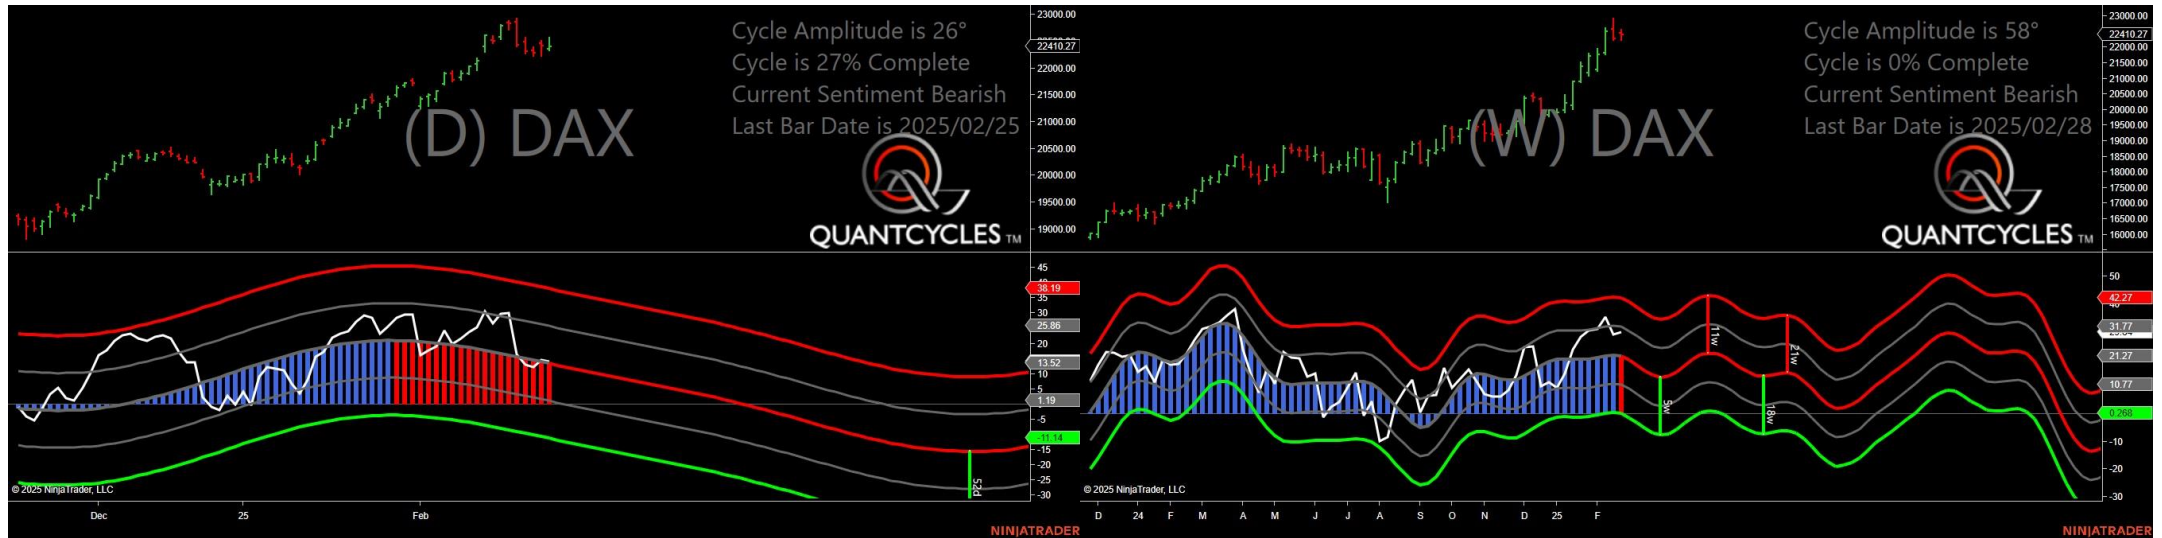 Cycle Amplitude is 26°
Cycle is 27% Complete
Current Sentiment Bearish
Last Bar Date is 2025/02/25
(D) DAX
QUANTCYCLES TM
23000.00
22410.27
22000.00
21500.00
21000.00
20500.00
20000.00
19500.00
19000.00
45
38.19
35
30
25.86
20
13.52
10
5
1.19
-5
-11.14
-15
-20
-25
-30
52d
© 2025 NinjaTrader, LLC
Dec
25
Feb
NINJATRADER
Cycle Amplitude is 58°
Cycle is 0% Complete
Current Sentiment Bearish
Last Bar Date is 2025/02/28
(W) DAX
QUANTCYCLES TM
23000.00
22410.27
22000.00
21500.00
21000.00
20500.00
20000.00
19500.00
19000.00
18500.00
18000.00
17500.00
17000.00
16500.00
16000.00
50
42.27
31.77
21.27
10.77
0.268
-10
-20
-30
5w
11w
18w
21w
© 2025 NinjaTrader, LLC
D 24 F M A M J J A S O N D 25 F
NINJATRADER